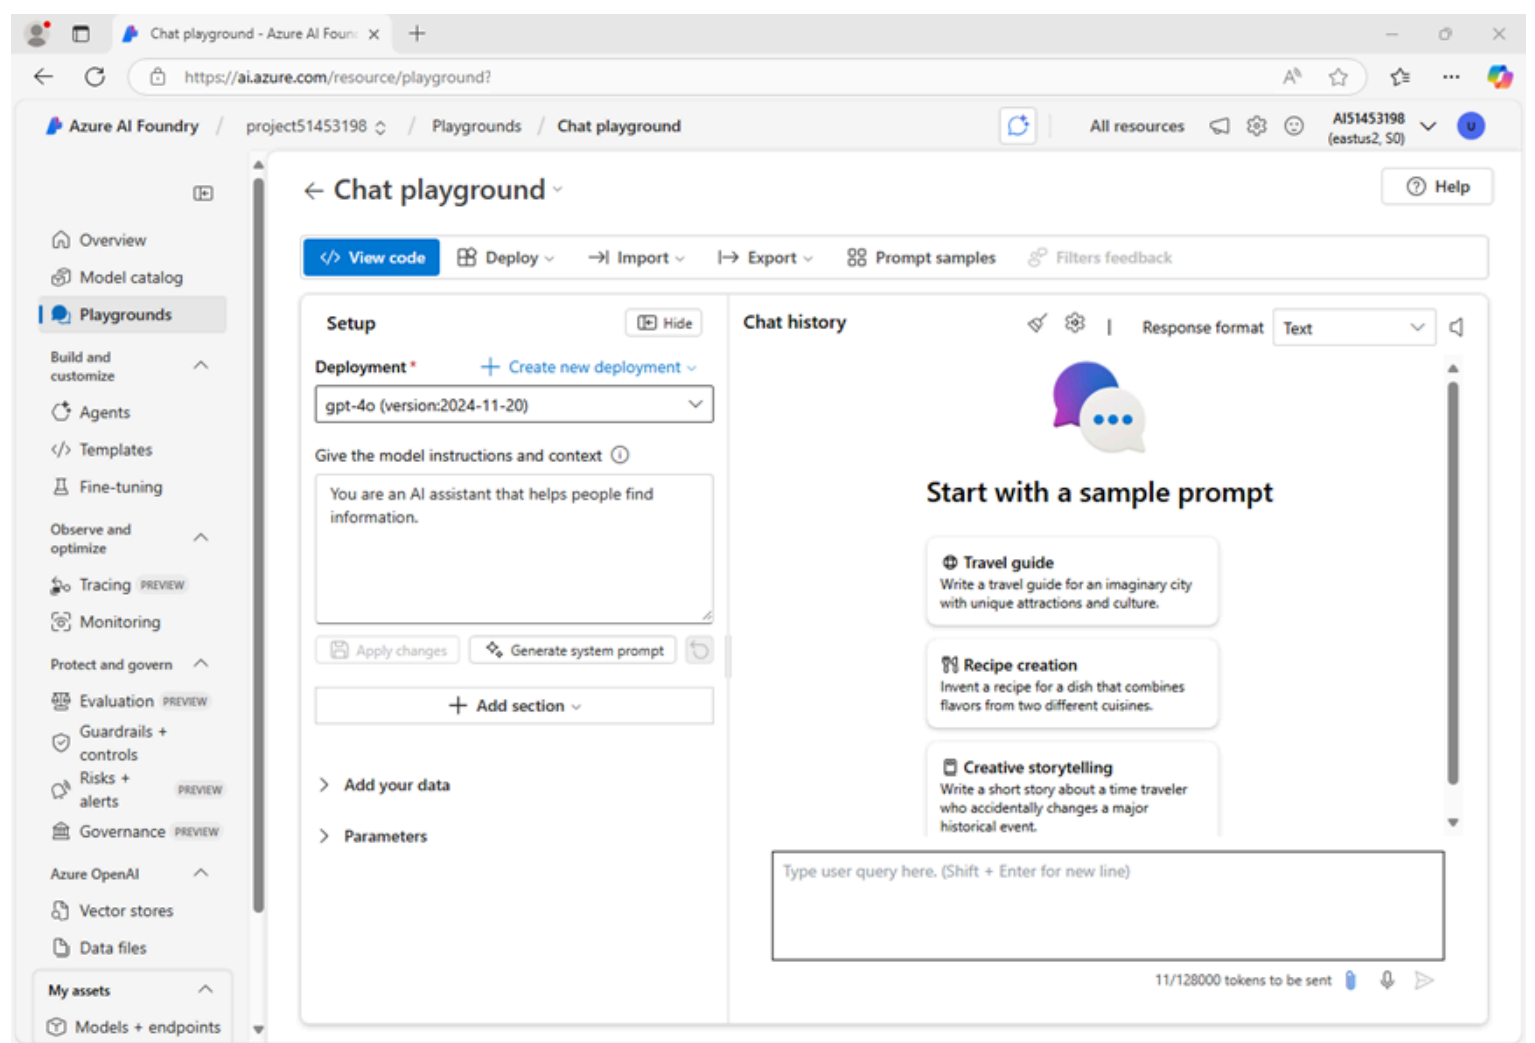 Chat playground - Azure AI Foun
https://ai.azure.com/resource/playground?
Azure AI Foundry / project51453198 / Playgrounds / Chat playground
All resources
AI51453198
(eastus2, S0)
U
Overview
Model catalog
Playgrounds
Build and
customize
Agents
Templates
Fine-tuning
Observe and
optimize
Tracing PREVIEW
Monitoring
Protect and govern
Evaluation PREVIEW
Guardrails +
controls
Risks +
alerts
PREVIEW
Governance PREVIEW
Azure OpenAI
Vector stores
Data files
My assets
Models + endpoints
Chat playground
Help
View code
Deploy
Import
Export
Prompt samples
Filters feedback
Setup
Hide
Deployment *
Create new deployment
gpt-4o (version:2024-11-20)
Give the model instructions and context
You are an AI assistant that helps people find
information.
Apply changes
Generate system prompt
Add section
Add your data
Parameters
Chat history
Response format
Text
Start with a sample prompt
Travel guide
Write a travel guide for an imaginary city
with unique attractions and culture.
Recipe creation
Invent a recipe for a dish that combines
flavors from two different cuisines.
Creative storytelling
Write a short story about a time traveler
who accidentally changes a major
historical event.
Type user query here. (Shift + Enter for new line)
11/128000 tokens to be sent